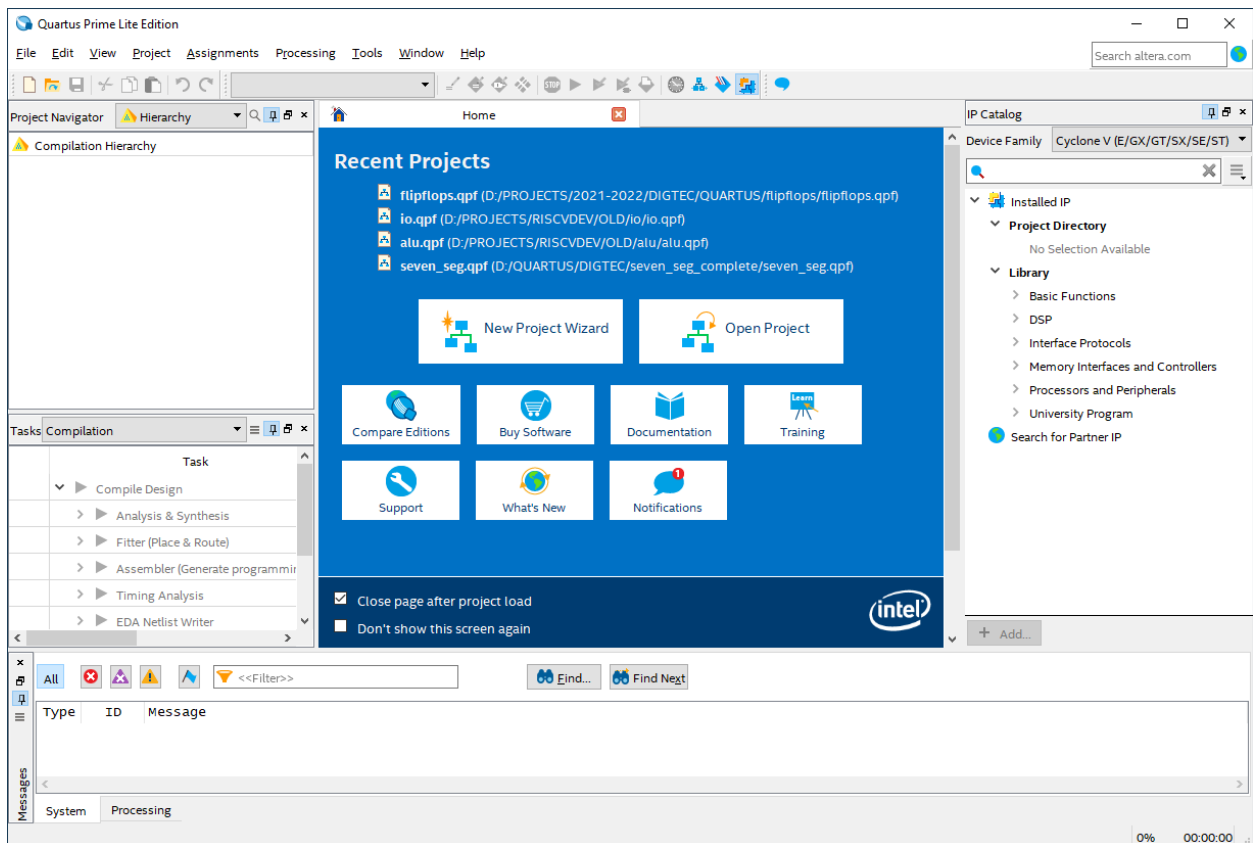 Quartus Prime Lite Edition
File Edit View Project Assignments Processing Tools Window Help
Search altera.com
STOP
Project Navigator Hierarchy
Compilation Hierarchy
Home
Recent Projects
flipflops.qpf (D:/PROJECTS/2021-2022/DIGTEC/QUARTUS/flipflops/flipflops.qpf)
io.qpf (D:/PROJECTS/RISCVDEV/OLD/io/io.qpf)
alu.qpf (D:/PROJECTS/RISCVDEV/OLD/alu/alu.qpf)
seven_seg.qpf (D:/QUARTUS/DIGTEC/seven_seg_complete/seven_seg.qpf)
New Project Wizard
Open Project
Compare Editions
Buy Software
Documentation
Learn
Training
Support
What's New
1
Notifications
Close page after project load
Don't show this screen again
intel
IP Catalog
Device Family Cyclone V (E/GX/GT/SX/SE/ST)
Installed IP
Project Directory
No Selection Available
Library
Basic Functions
DSP
Interface Protocols
Memory Interfaces and Controllers
Processors and Peripherals
University Program
Search for Partner IP
+ Add...
Tasks Compilation
Task
Compile Design
Analysis & Synthesis
Fitter (Place & Route)
Assembler (Generate programmin
Timing Analysis
EDA Netlist Writer
All <<Filter>> Find... Find Next
Type ID Message
Messages
System Processing
0% 00:00:00